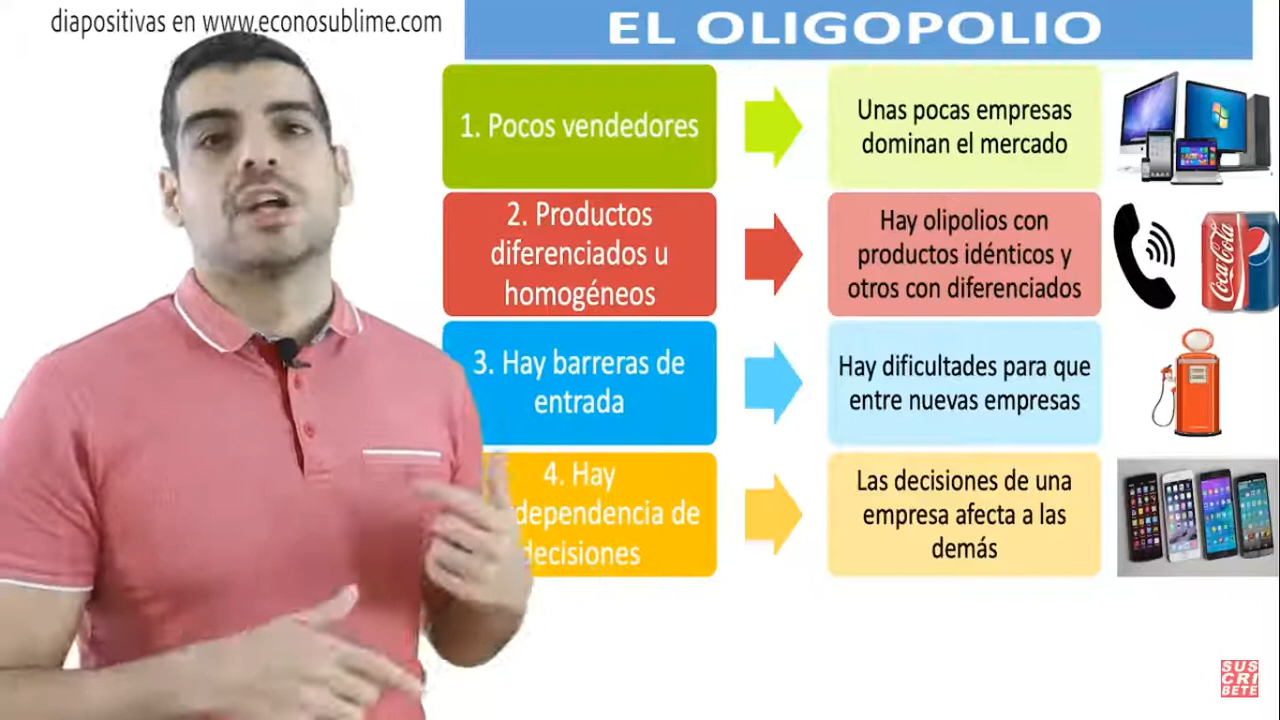 diapositivas en www.econosublime.com
EL OLIGOPOLIO
1. Pocos vendedores
Unas pocas empresas
dominan el mercado
2. Productos
diferenciados u
homogéneos
Hay olipolios con
productos idénticos y
otros con diferenciados
Coca-Cola
3. Hay barreras de
entrada
Hay dificultades para que
entre nuevas empresas
4. Hay
dependencia de
decisiones
Las decisiones de una
empresa afecta a las
demás
SUS
CRI
BETE